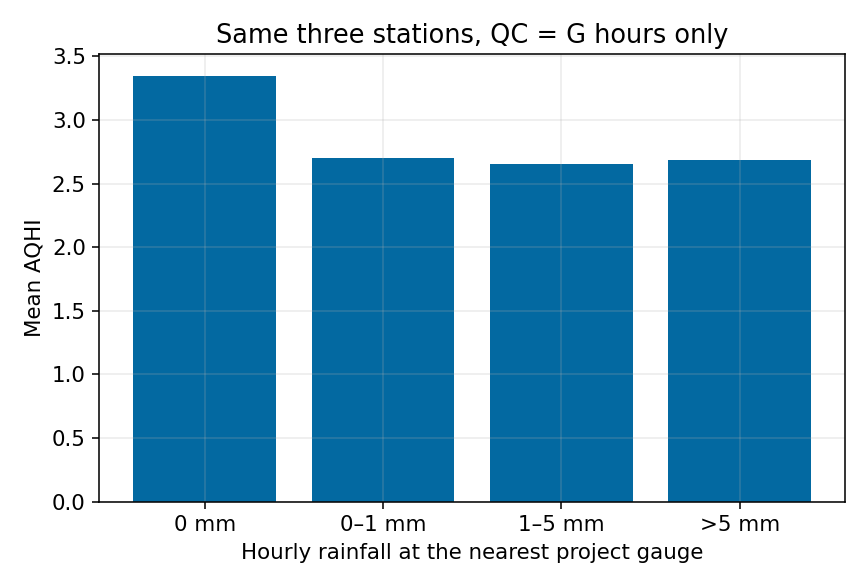 Same three stations, QC = G hours only
Mean AQHI
3.5
3.0
2.5
2.0
1.5
1.0
0.5
0.0
0 mm
0–1 mm
1–5 mm
>5 mm
Hourly rainfall at the nearest project gauge